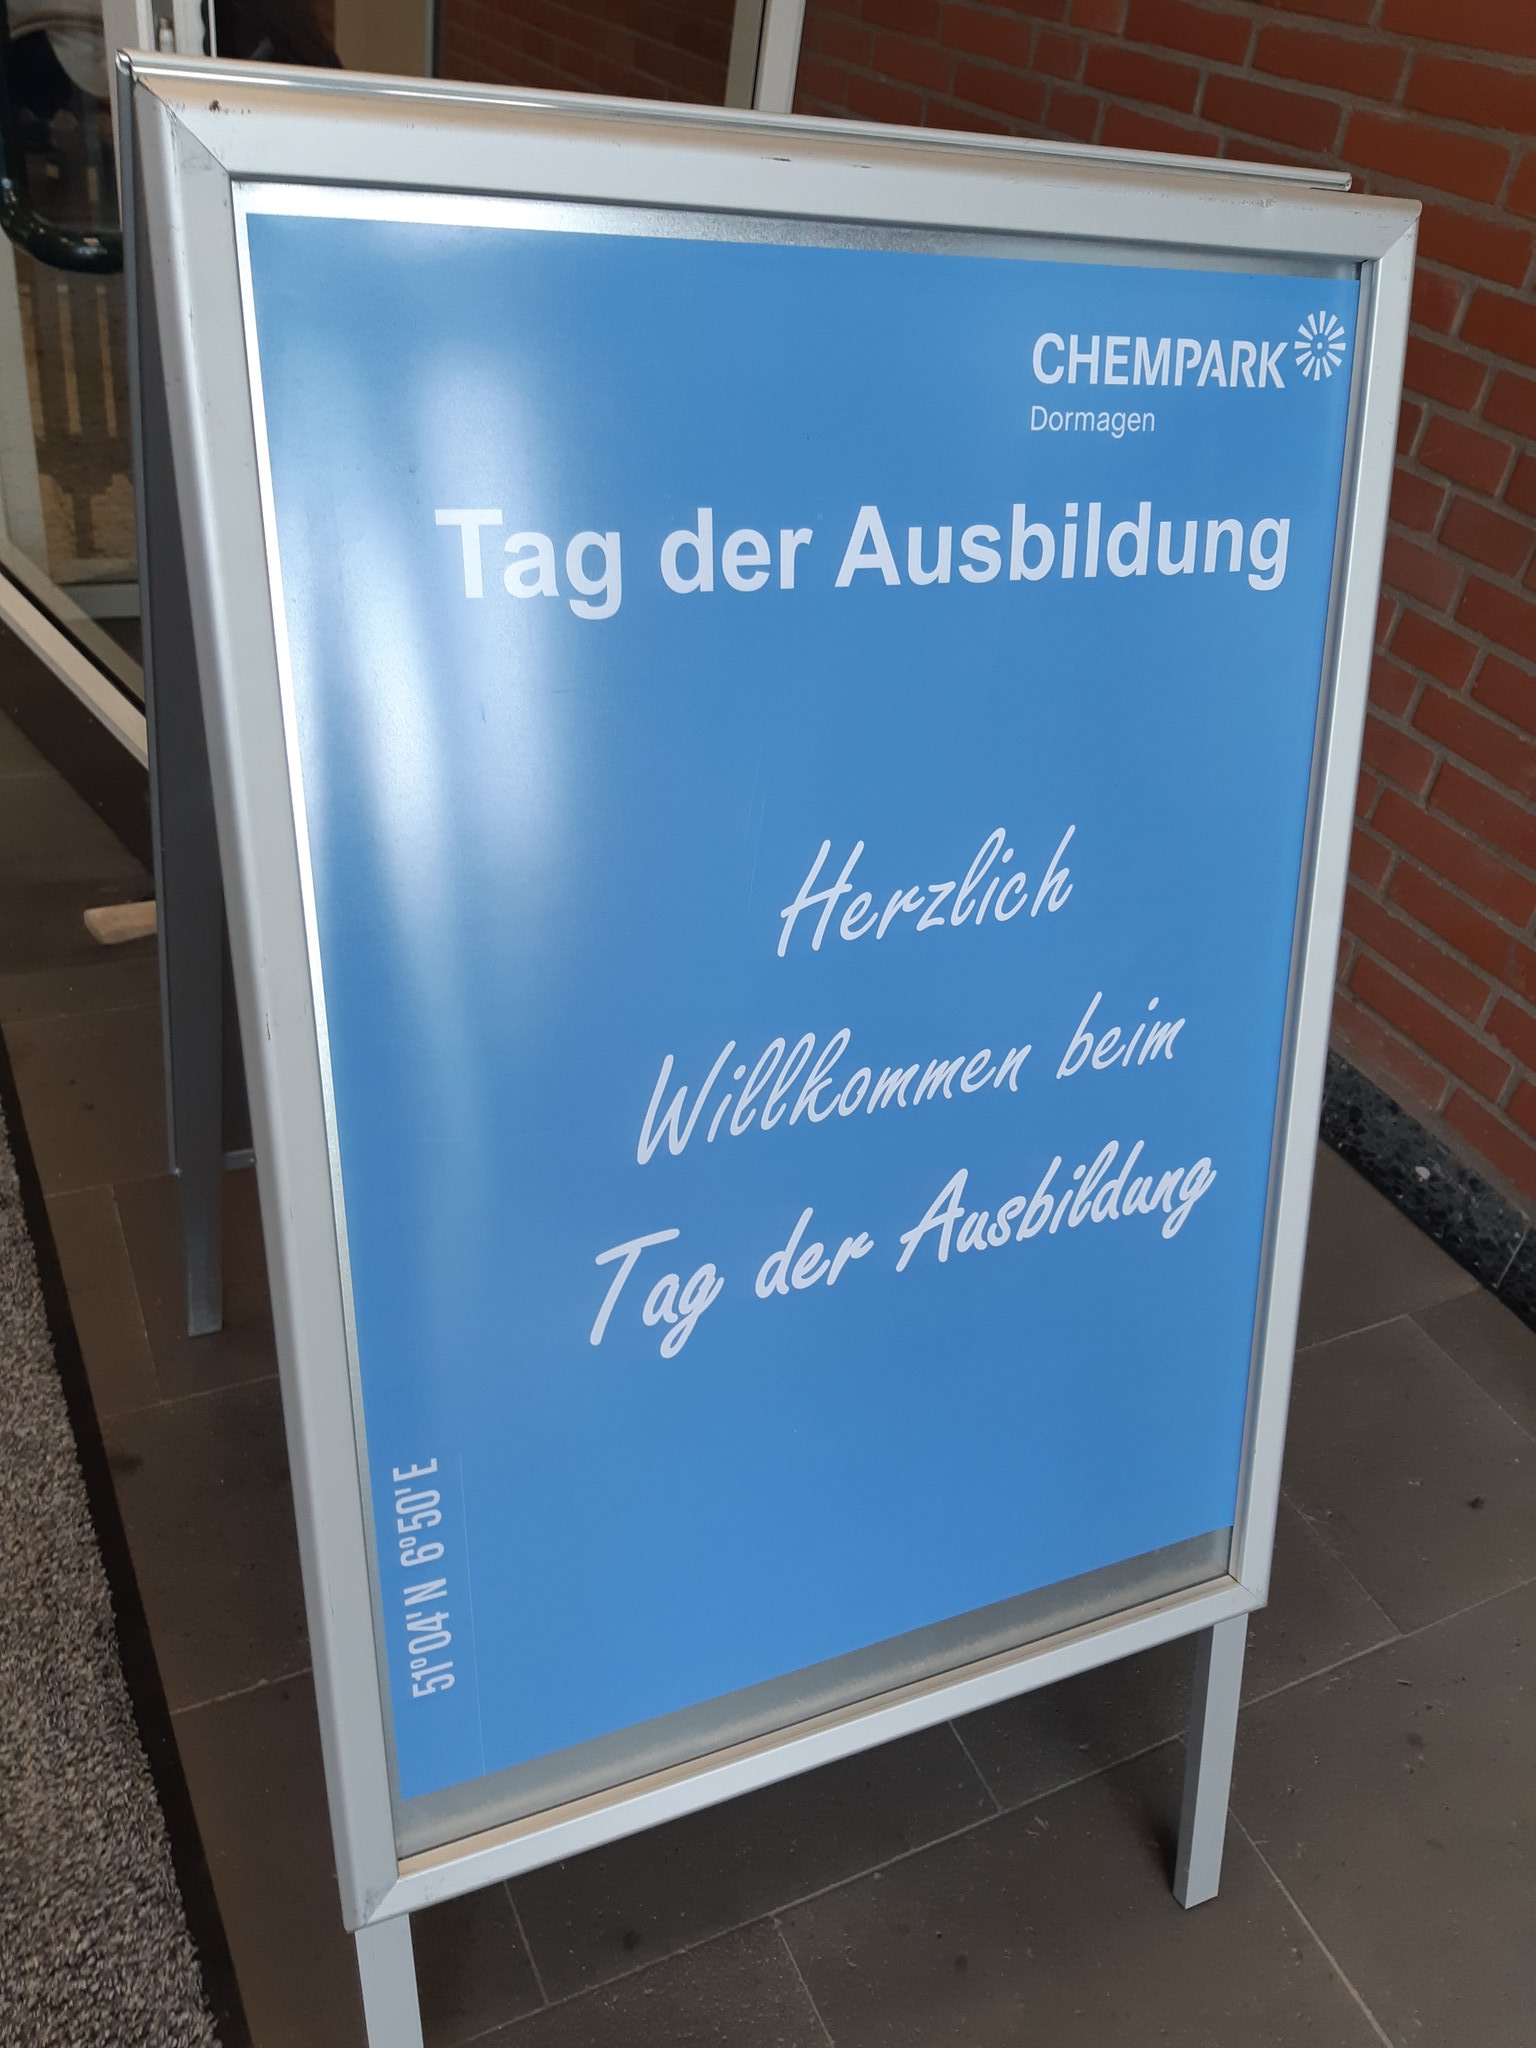 CHEMPARK
Dormagen
Tag der Ausbildung
Herzlich
Willkommen beim
Tag der Ausbildung
51°04'N 6°50'E